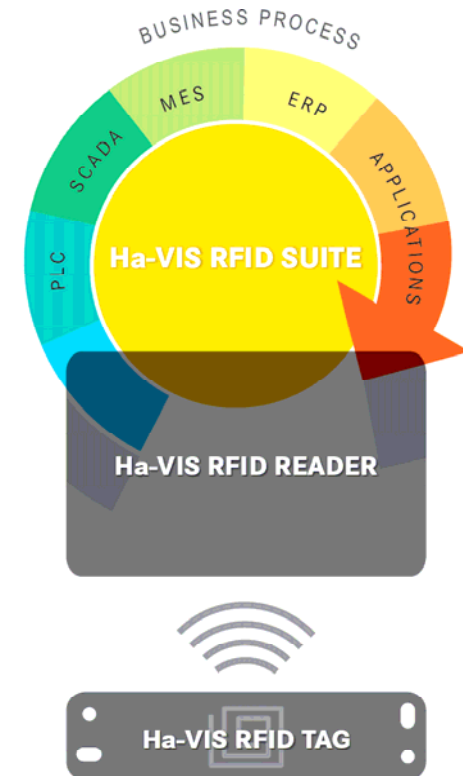 BUSINESS PROCESS
MES
ERP
SCADA
APPLICATIONS
PLC
Ha-VIS RFID SUITE
Ha-VIS RFID READER
Ha-VIS RFID TAG